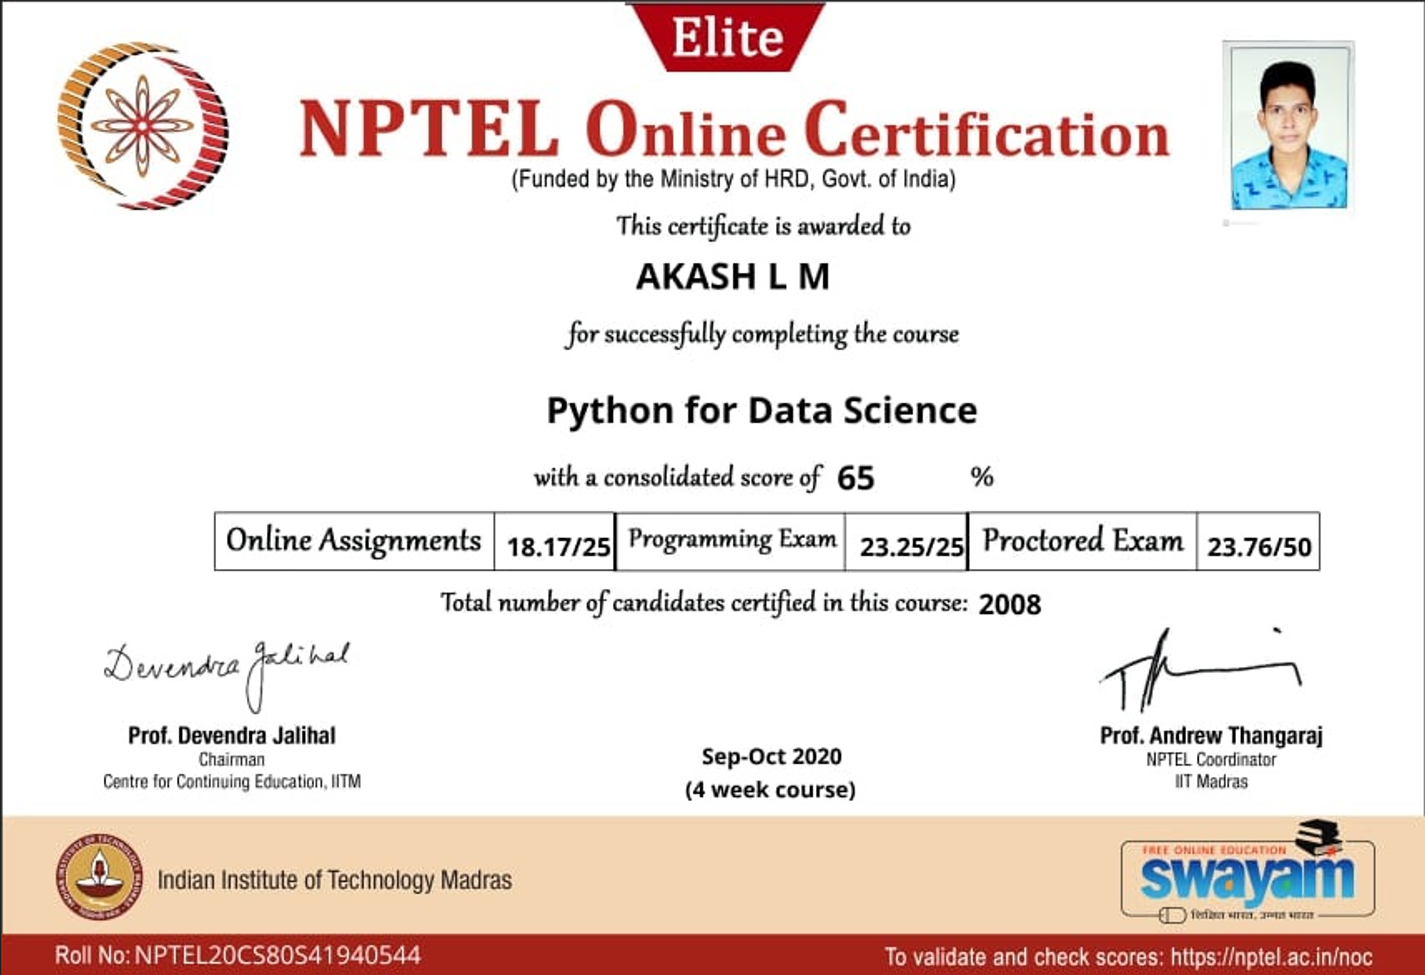 Elite
NPTEL Online Certification
(Funded by the Ministry of HRD, Govt. of India)
This certificate is awarded to
AKASH L M
for successfully completing the course
Python for Data Science
with a consolidated score of 65 %
Online Assignments 18.17/25 Programming Exam 23.25/25 Proctored Exam 23.76/50
Total number of candidates certified in this course: 2008
Devendra Jalihal
Prof. Devendra Jalihal
Chairman
Centre for Continuing Education, IITM
Sep-Oct 2020
(4 week course)
Prof. Andrew Thangaraj
NPTEL Coordinator
IIT Madras
INDIAN INSTITUTE OF TECHNOLOGY MADRAS
Indian Institute of Technology Madras
FREE ONLINE EDUCATION
swayam
शिक्षित भारत, उन्नत भारत
Roll No: NPTEL20CS80S41940544
To validate and check scores: https://nptel.ac.in/noc